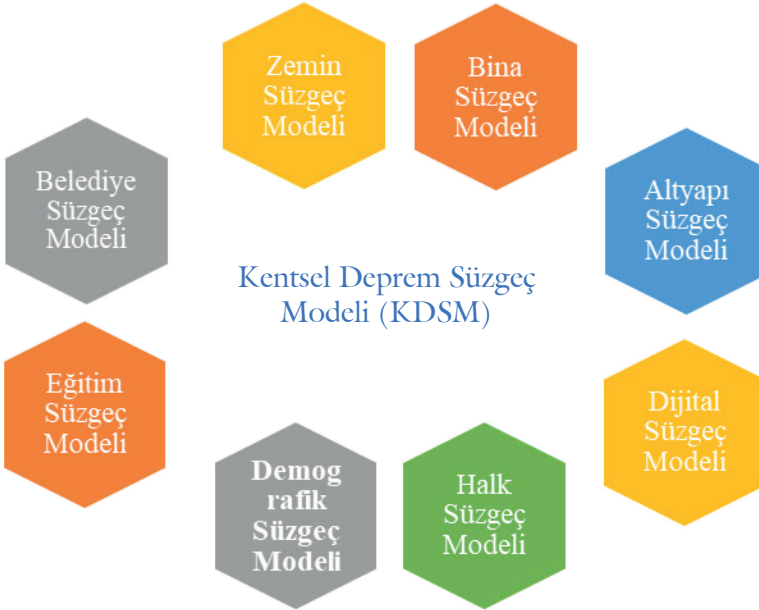 Zemin
Süzgeç
Modeli
Bina
Süzgeç
Modeli
Belediye
Süzgeç
Modeli
Altyapı
Süzgeç
Modeli
Kentsel Deprem Süzgeç
Modeli (KDSM)
Eğitim
Süzgeç
Modeli
Dijital
Süzgeç
Modeli
Demog
rafik
Süzgeç
Modeli
Halk
Süzgeç
Modeli